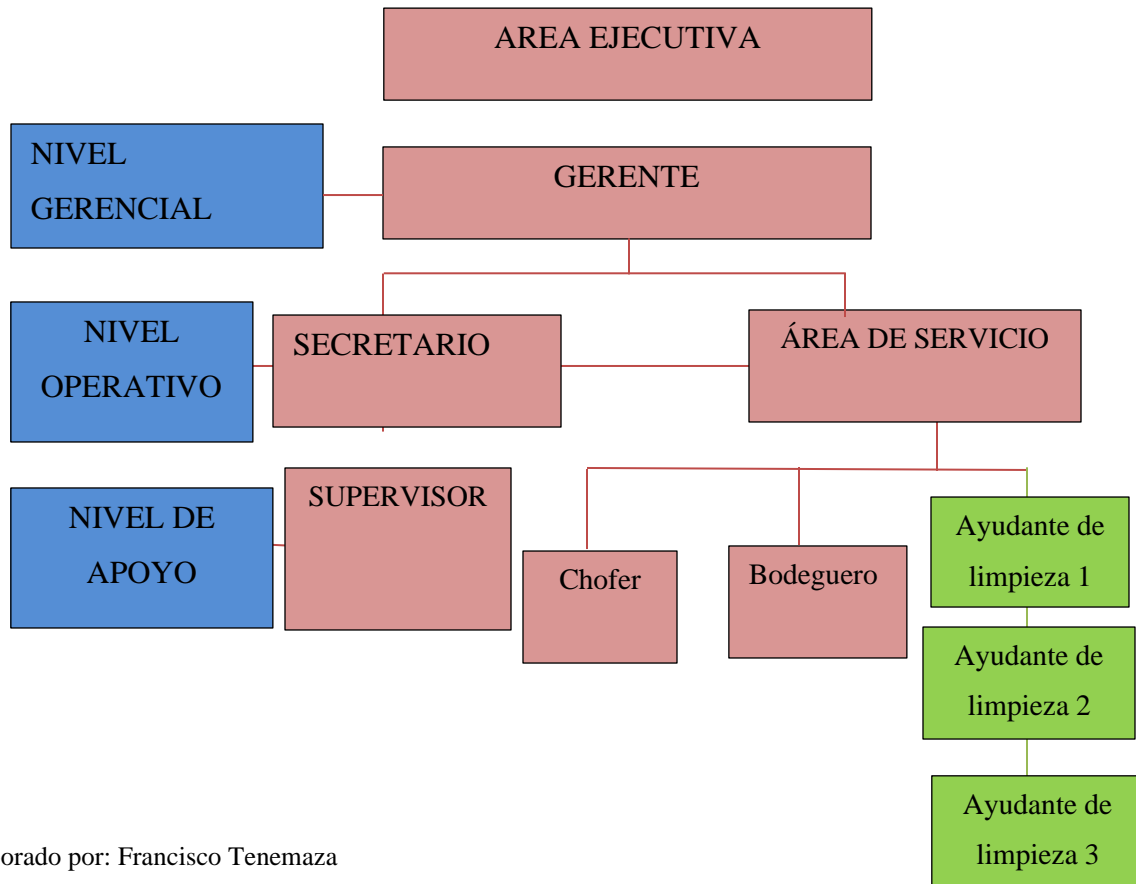 AREA EJECUTIVA
NIVEL
GERENCIAL
GERENTE
NIVEL
OPERATIVO
SECRETARIO
ÁREA DE SERVICIO
NIVEL DE
APOYO
SUPERVISOR
Chofer
Bodeguero
Ayudante de
limpieza 1
Ayudante de
limpieza 2
Ayudante de
limpieza 3
orado por: Francisco Tenemaza